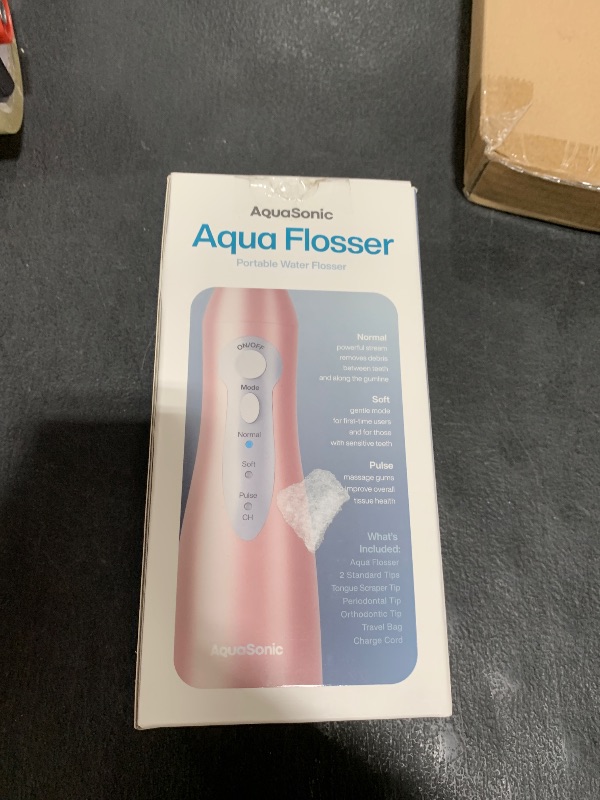 AquaSonic
Aqua Flosser
Portable Water Flosser
ON/OFF
Mode
Normal
Soft
Pulse
CH
AquaSonic
Normal
powerful stream
removes debris
between teeth
and along the gumline
Soft
gentle mode
for first-time users
and for those
with sensitive teeth
Pulse
massage gums
improve overall
tissue health
What's
Included:
Aqua Flosser
2 Standard Tips
Tongue Scraper Tip
Periodontal Tip
Orthodontic Tip
Travel Bag
Charge Cord